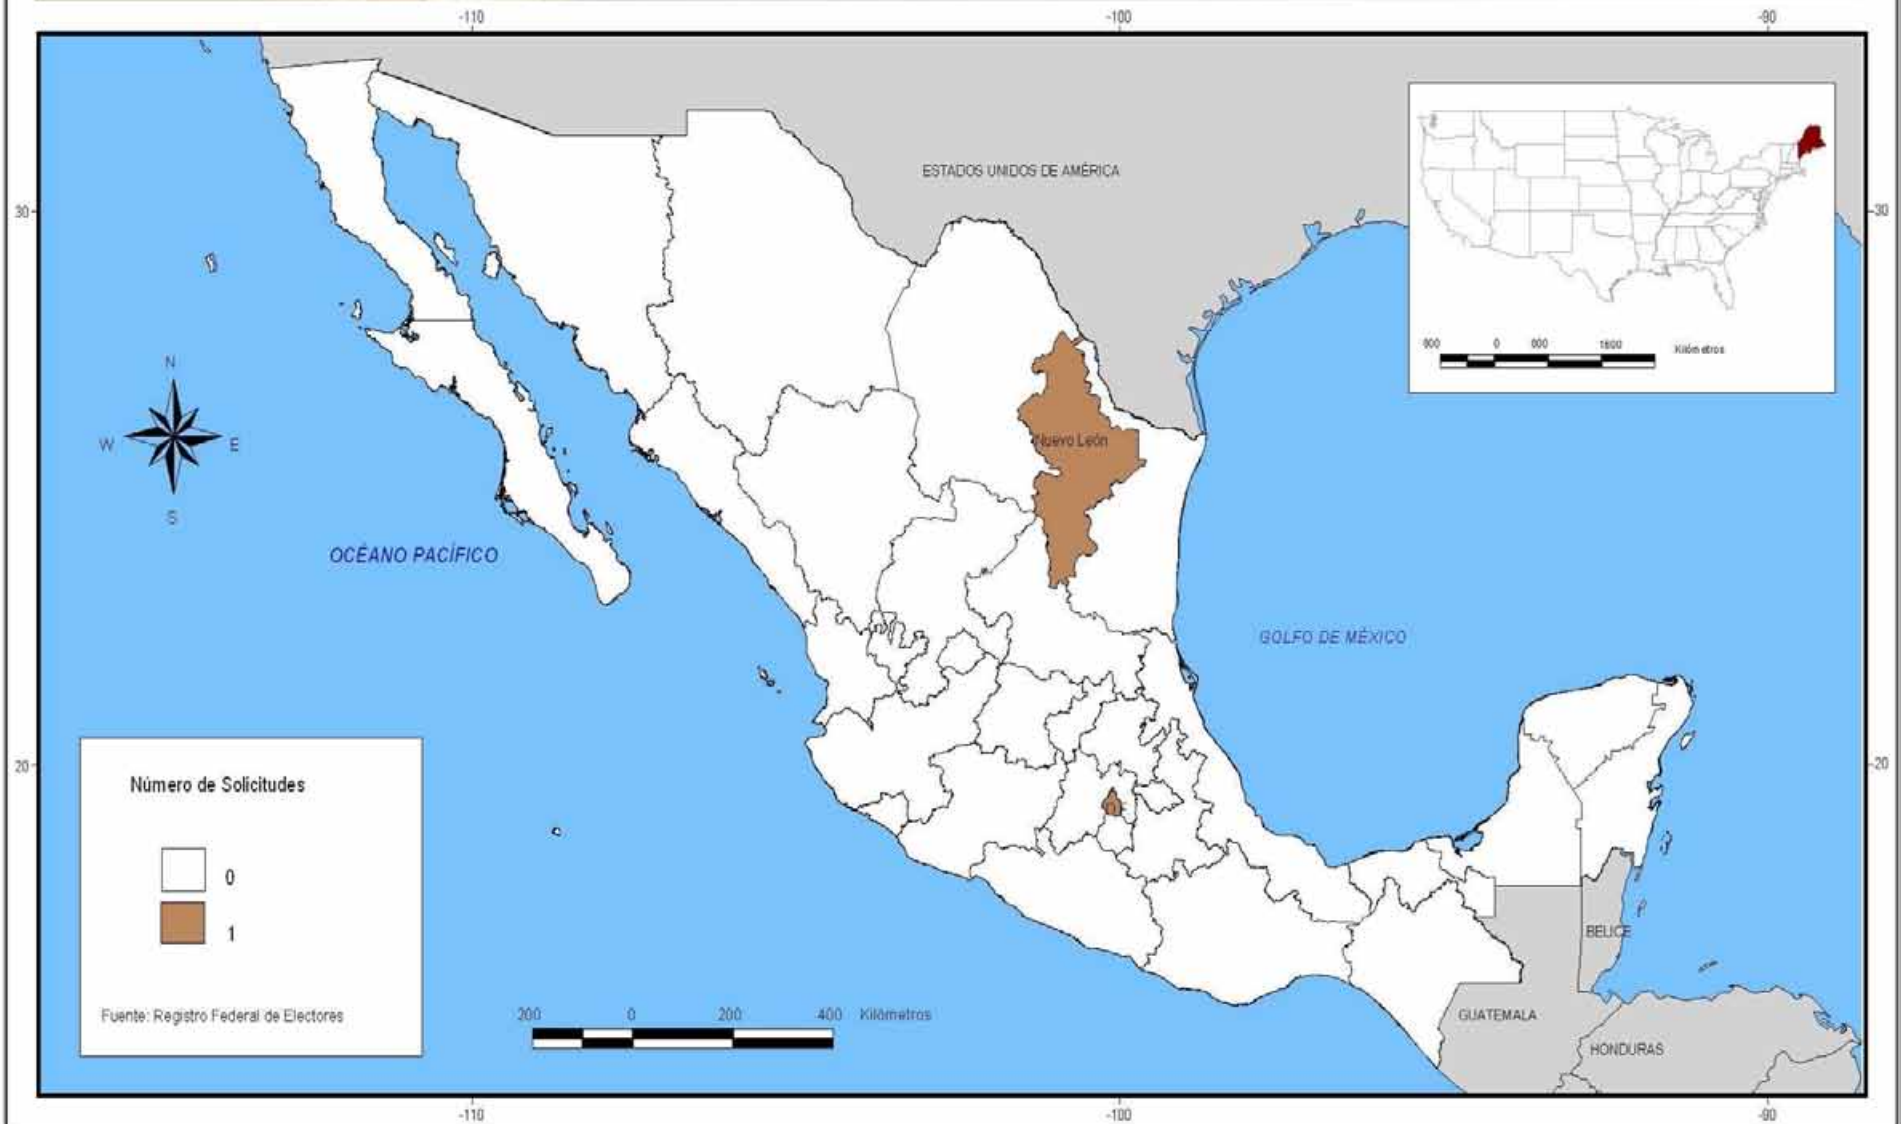 -110
-100
-90
30
30
ESTADOS UNIDOS DE AMÉRICA
900
0
800
1600
Kilómetros
N
W
E
S
Nuevo León
OCÉANO PACÍFICO
GOLFO DE MÉXICO
20
20
Número de Solicitudes
0
1
Fuente: Registro Federal de Electores
200
0
200
400
Kilómetros
BELICE
GUATEMALA
HONDURAS
-110
-100
-90